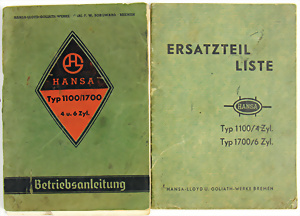 HANSA
Typ 1100/1700
4 u. 6 Zyl.
Betriebsanleitung
ERSATZTEIL
LISTE
HANSA
Typ 1100/4 Zyl.
Typ 1700/6 Zyl.
HANSA-LLOYD U. GOLIATH-WERKE BREMEN